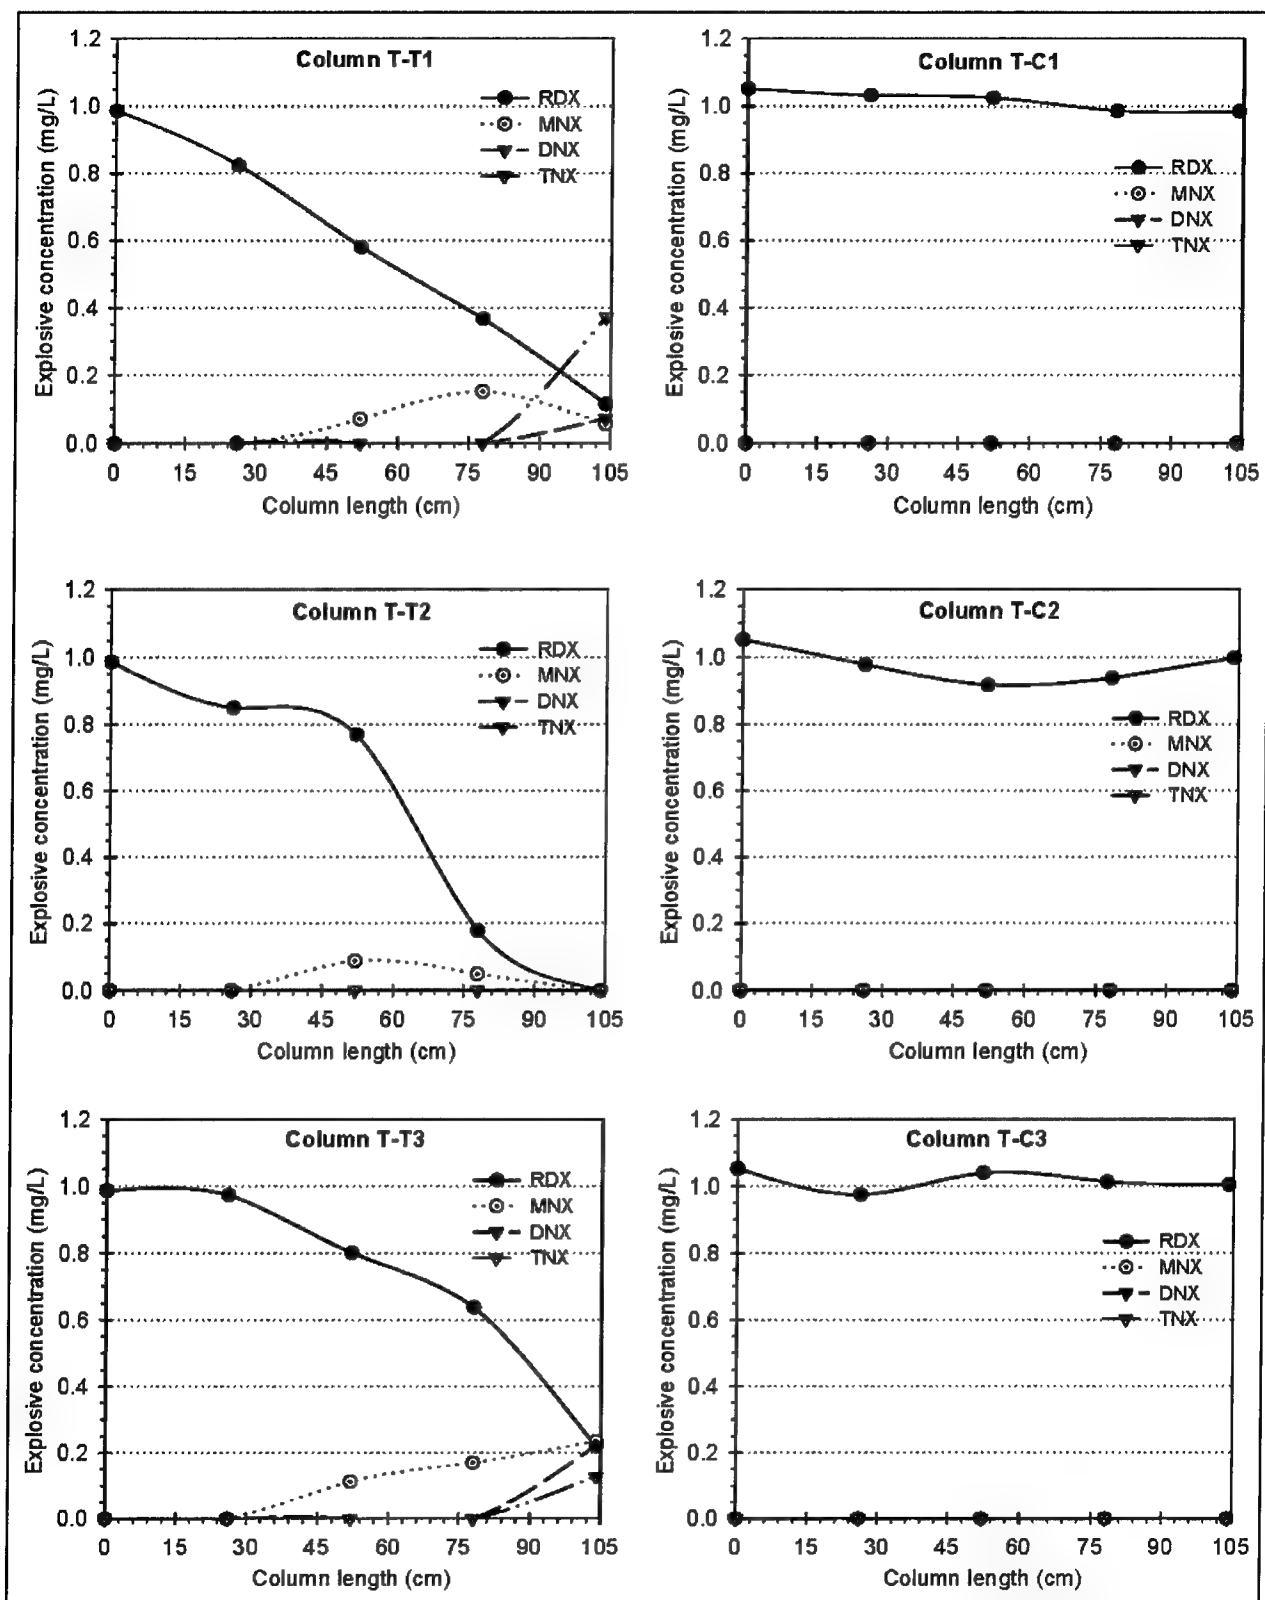 Column T-T1
Explosive concentration (mg/L)
1.2
1.0
0.8
0.6
0.4
0.2
0.0
RDX
MNX
DNX
TNX
0 15 30 45 60 75 90 105
Column length (cm)
Column T-C1
Explosive concentration (mg/L)
1.2
1.0
0.8
0.6
0.4
0.2
0.0
RDX
MNX
DNX
TNX
0 15 30 45 60 75 90 105
Column length (cm)
Column T-T2
Explosive concentration (mg/L)
1.2
1.0
0.8
0.6
0.4
0.2
0.0
RDX
MNX
DNX
TNX
0 15 30 45 60 75 90 105
Column length (cm)
Column T-C2
Explosive concentration (mg/L)
1.2
1.0
0.8
0.6
0.4
0.2
0.0
RDX
MNX
DNX
TNX
0 15 30 45 60 75 90 105
Column length (cm)
Column T-T3
Explosive concentration (mg/L)
1.2
1.0
0.8
0.6
0.4
0.2
0.0
RDX
MNX
DNX
TNX
0 15 30 45 60 75 90 105
Column length (cm)
Column T-C3
Explosive concentration (mg/L)
1.2
1.0
0.8
0.6
0.4
0.2
0.0
RDX
MNX
DNX
TNX
0 15 30 45 60 75 90 105
Column length (cm)